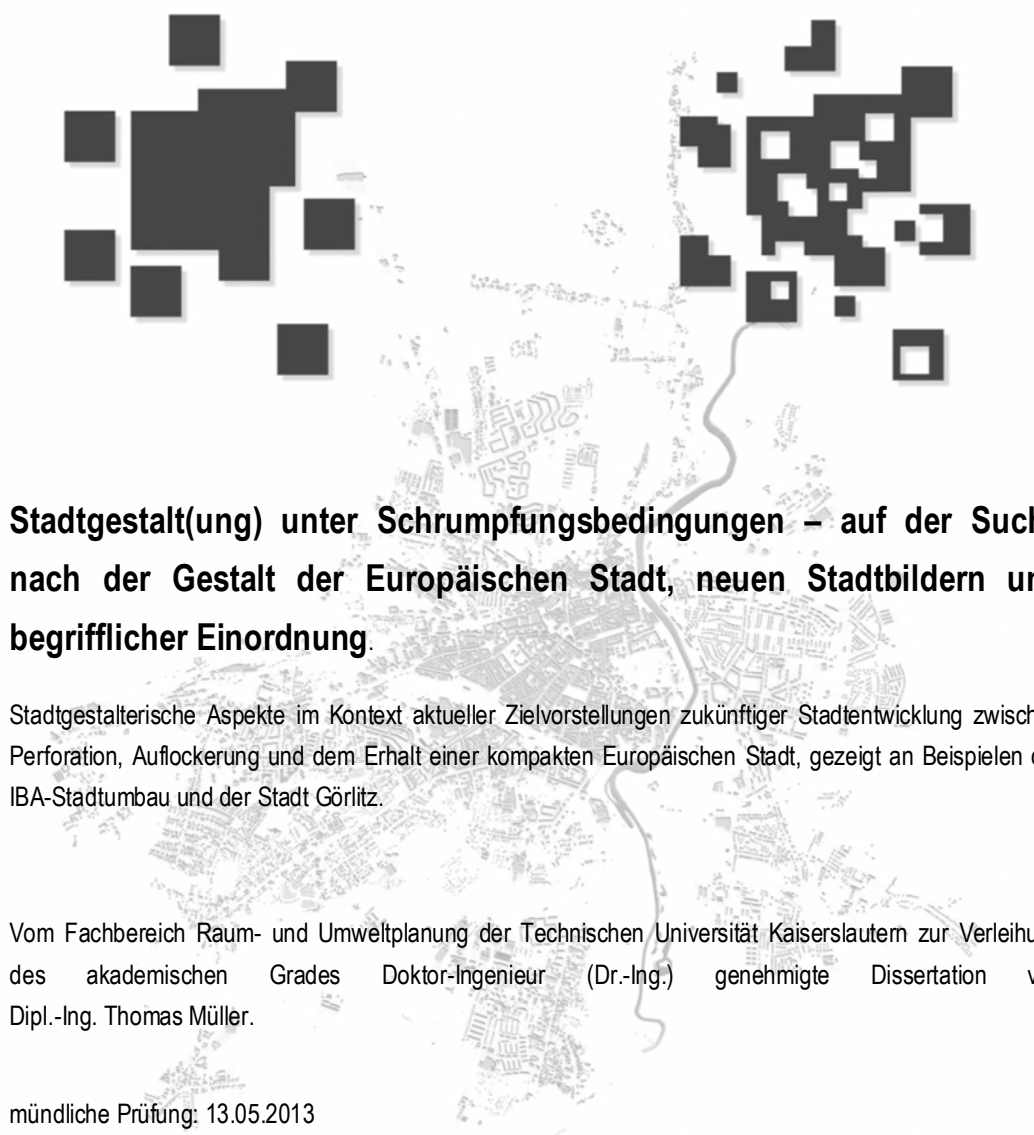 Stadtgestalt(ung) unter Schrumpfungsbedingungen – auf der Such
nach der Gestalt der Europäischen Stadt, neuen Stadtbildern un
begrifflicher Einordnung.
Stadtgestalterische Aspekte im Kontext aktueller Zielvorstellungen zukünftiger Stadtentwicklung zwisch
Perforation, Auflockerung und dem Erhalt einer kompakten Europäischen Stadt, gezeigt an Beispielen
IBA-Stadtumbau und der Stadt Görlitz.
Vom Fachbereich Raum- und Umweltplanung der Technischen Universität Kaiserslautern zur Verleihu
des akademischen Grades Doktor-Ingenieur (Dr.-Ing.) genehmigte Dissertation v
Dipl.-Ing. Thomas Müller.
mündliche Prüfung: 13.05.2013